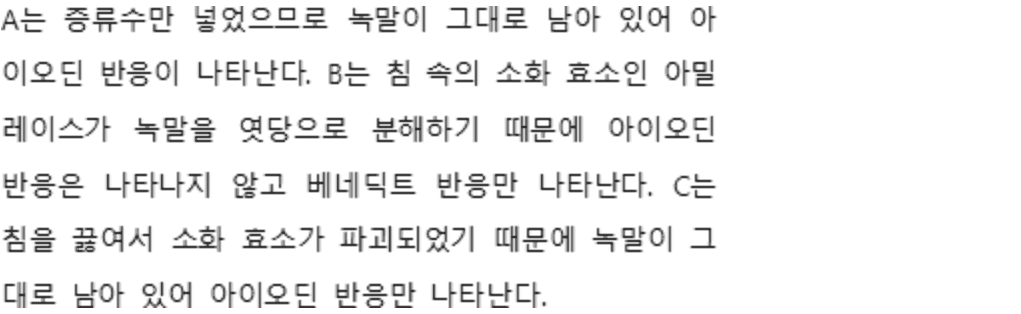 A는 증류수만 넣었으므로 녹말이 그대로 남아 있어 아
이오딘 반응이 나타난다. B는 침 속의 소화 효소인 아밀
레이스가 녹말을 엿당으로 분해하기 때문에 아이오딘
반응은 나타나지 않고 베네딕트 반응만 나타난다. C는
침을 끓여서 소화 효소가 파괴되었기 때문에 녹말이 그
대로 남아 있어 아이오딘 반응만 나타난다.